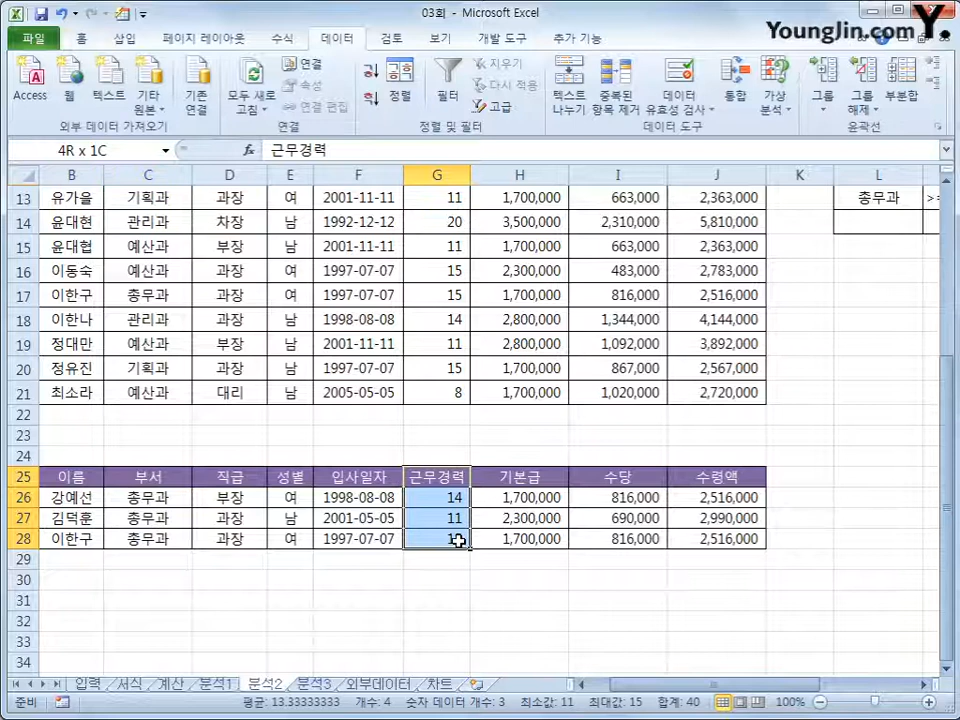 03회 - Microsoft Excel
YoungJin.com Y.
파일 홈 삽입 페이지 레이아웃 수식 데이터 검토 보기 개발 도구 추가 기능
Access 웹 텍스트 기타 원본 기존 연결 모두 새로 고침 연결 속성 연결 편집 정렬 필터 지우기 다시 적용 고급 텍스트 나누기 중복된 항목 제거 데이터 유효성 검사 통합 가상 분석 그룹 그룹 해제 부분합
외부 데이터 가져오기 연결 정렬 및 필터 데이터 도구 윤곽선
4R x 1C fx 근무경력
B C D E F G H I J K L
13 유가을 기획과 과장 여 2001-11-11 11 1,700,000 663,000 2,363,000 총무과 >=
14 윤대현 관리과 차장 남 1992-12-12 20 3,500,000 2,310,000 5,810,000
15 윤대협 예산과 부장 남 2001-11-11 11 1,700,000 663,000 2,363,000
16 이동숙 예산과 과장 여 1997-07-07 15 2,300,000 483,000 2,783,000
17 이한구 총무과 과장 여 1997-07-07 15 1,700,000 816,000 2,516,000
18 이한나 관리과 과장 남 1998-08-08 14 2,800,000 1,344,000 4,144,000
19 정대만 예산과 부장 남 2001-11-11 11 2,800,000 1,092,000 3,892,000
20 정유진 기획과 과장 남 1997-07-07 15 1,700,000 867,000 2,567,000
21 최소라 예산과 대리 남 2005-05-05 8 1,700,000 1,020,000 2,720,000
22
23
24
25 이름 부서 직급 성별 입사일자 근무경력 기본급 수당 수령액
26 강예선 총무과 부장 여 1998-08-08 14 1,700,000 816,000 2,516,000
27 김덕훈 총무과 과장 남 2001-05-05 11 2,300,000 690,000 2,990,000
28 이한구 총무과 과장 여 1997-07-07 1,700,000 816,000 2,516,000
29
30
31
32
33
34
입력 서식 계산 분석1 분석2 분석3 외부데이터 차트
준비 평균: 13.33333333 개수: 4 숫자 데이터 개수: 3 최소값: 11 최대값: 15 합계: 40 100%